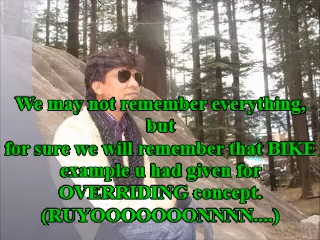 We may not remember everything,
but
for sure we will remember that BIKE
example u had given for
OVERRIDING concept.
(RUYOOOOOOONNNN....)